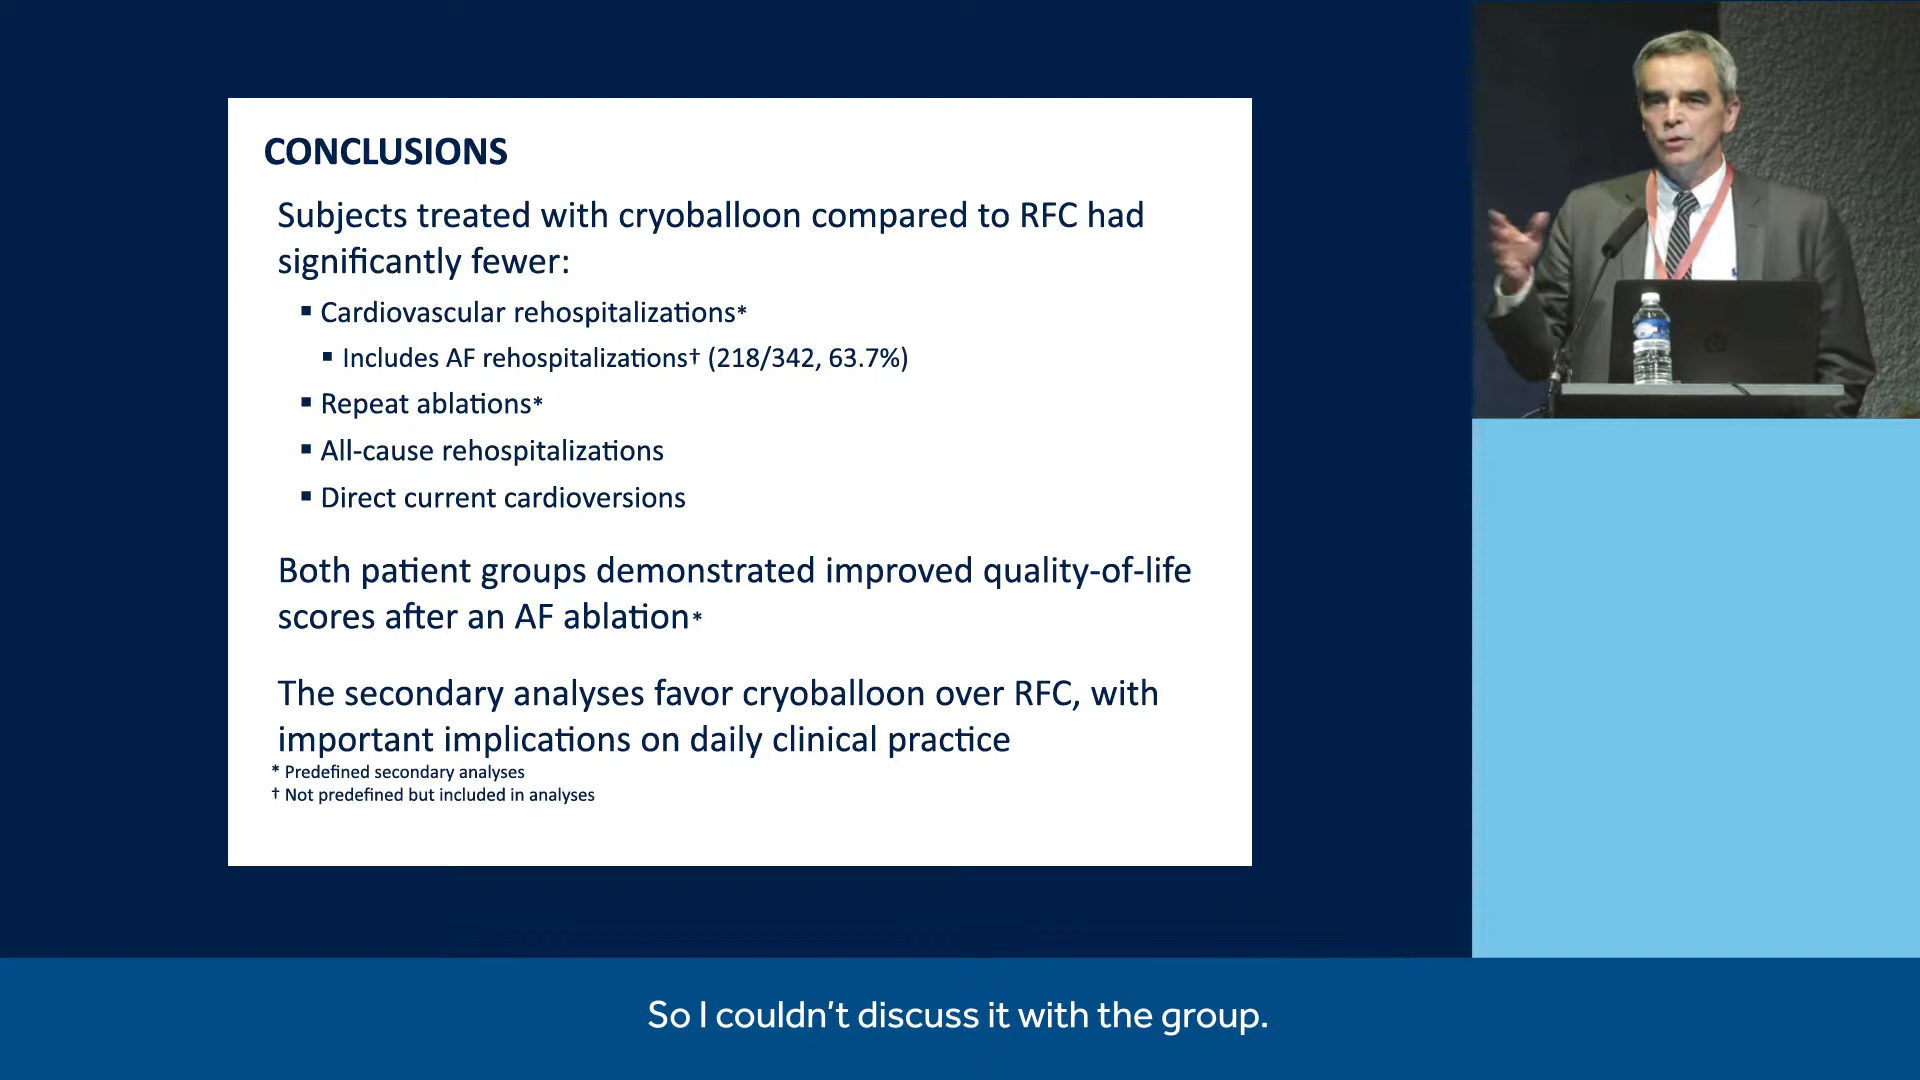 CONCLUSIONS
Subjects treated with cryoballoon compared to RFC had
significantly fewer:
▪ Cardiovascular rehospitalizations*
▪ Includes AF rehospitalizations† (218/342, 63.7%)
▪ Repeat ablations*
▪ All-cause rehospitalizations
▪ Direct current cardioversions
Both patient groups demonstrated improved quality-of-life
scores after an AF ablation*
The secondary analyses favor cryoballoon over RFC, with
important implications on daily clinical practice
* Predefined secondary analyses
† Not predefined but included in analyses
So I couldn't discuss it with the group.